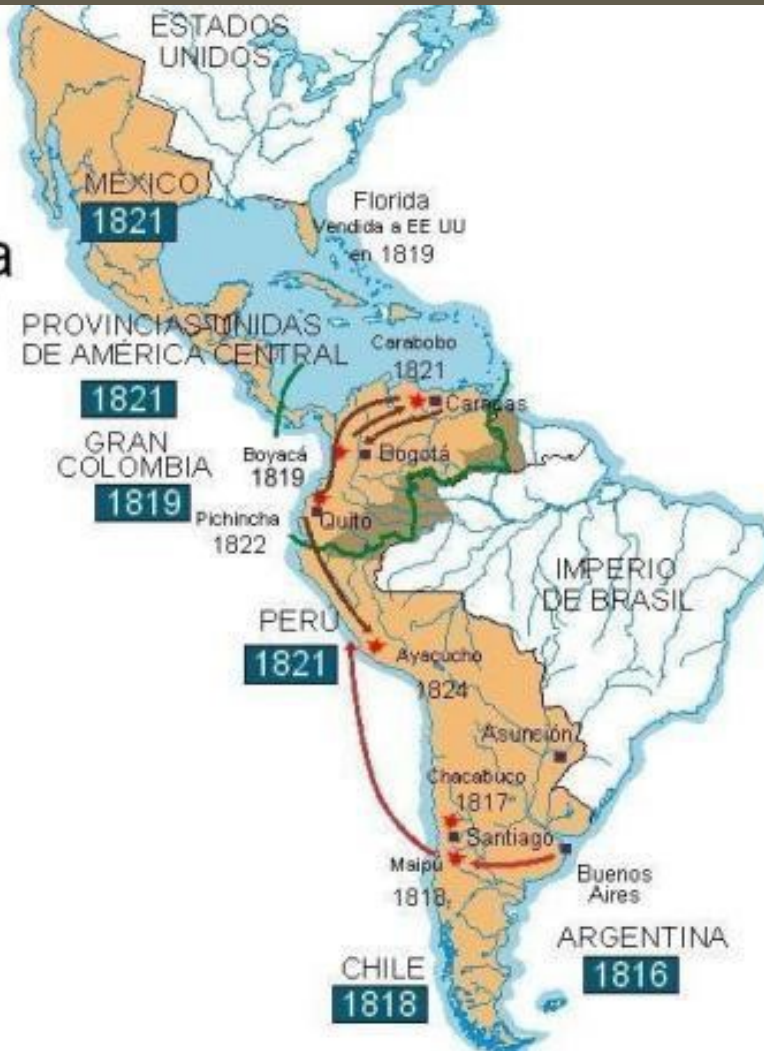 ESTADOS
UNIDOS
MÉXICO
1821
Florida
Vendida a EE UU
en 1819
a
PROVINCIAS UNIDAS
DE AMÉRICA CENTRAL
1821
Carabobo
1821
Caracas
GRAN
COLOMBIA
1819
Boyacá
1819
Bogotá
Pichincha
1822
Quito
IMPERIO
DE BRASIL
PERÚ
1821
Ayacucho
1824
Asunción
Chacabuco
1817
Santiago
Maipú
1818
Buenos
Aires
ARGENTINA
1816
CHILE
1818